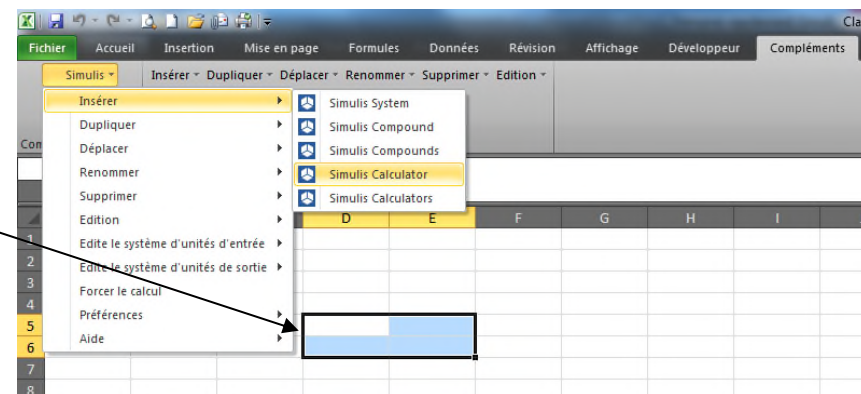 Cla
Fichier Accueil Insertion Mise en page Formules Données Révision Affichage Développeur Compléments
Simulis Insérer Dupliquer Déplacer Renommer Supprimer Edition
Insérer Simulis System
Dupliquer Simulis Compound
Déplacer Simulis Compounds
Renommer Simulis Calculator
Supprimer Simulis Calculators
Com
Edition
D E F G H I
Edite le système d'unités d'entrée
Edite le système d'unités de sortie
Forcer le calcul
Préférences
Aide
1
2
3
4
5
6
7
8